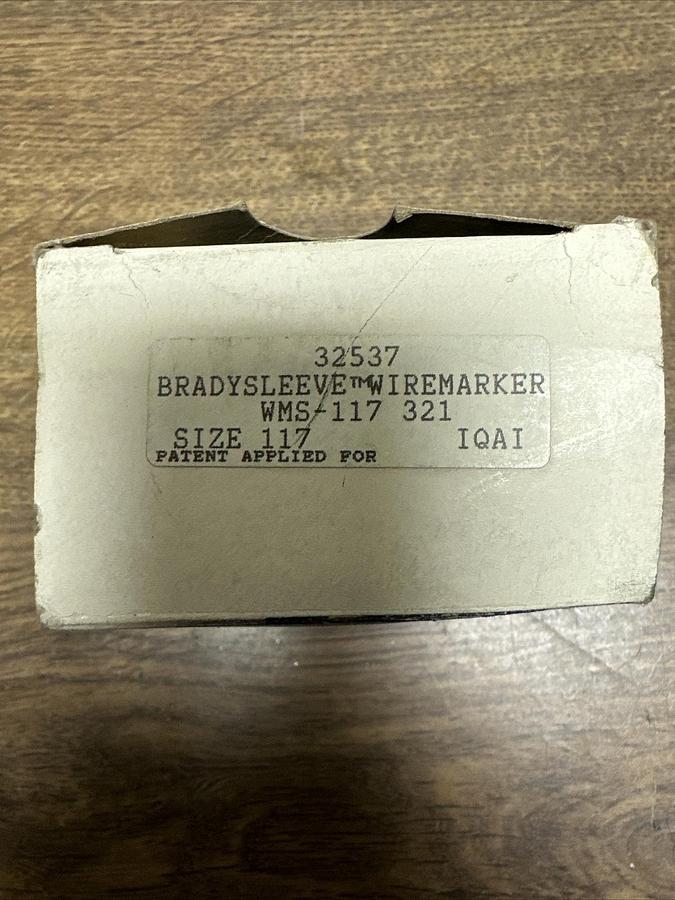 32537
BRADYSLEEVE™WIREMARKER
WMS-117 321
SIZE 117 IQAI
PATENT APPLIED FOR